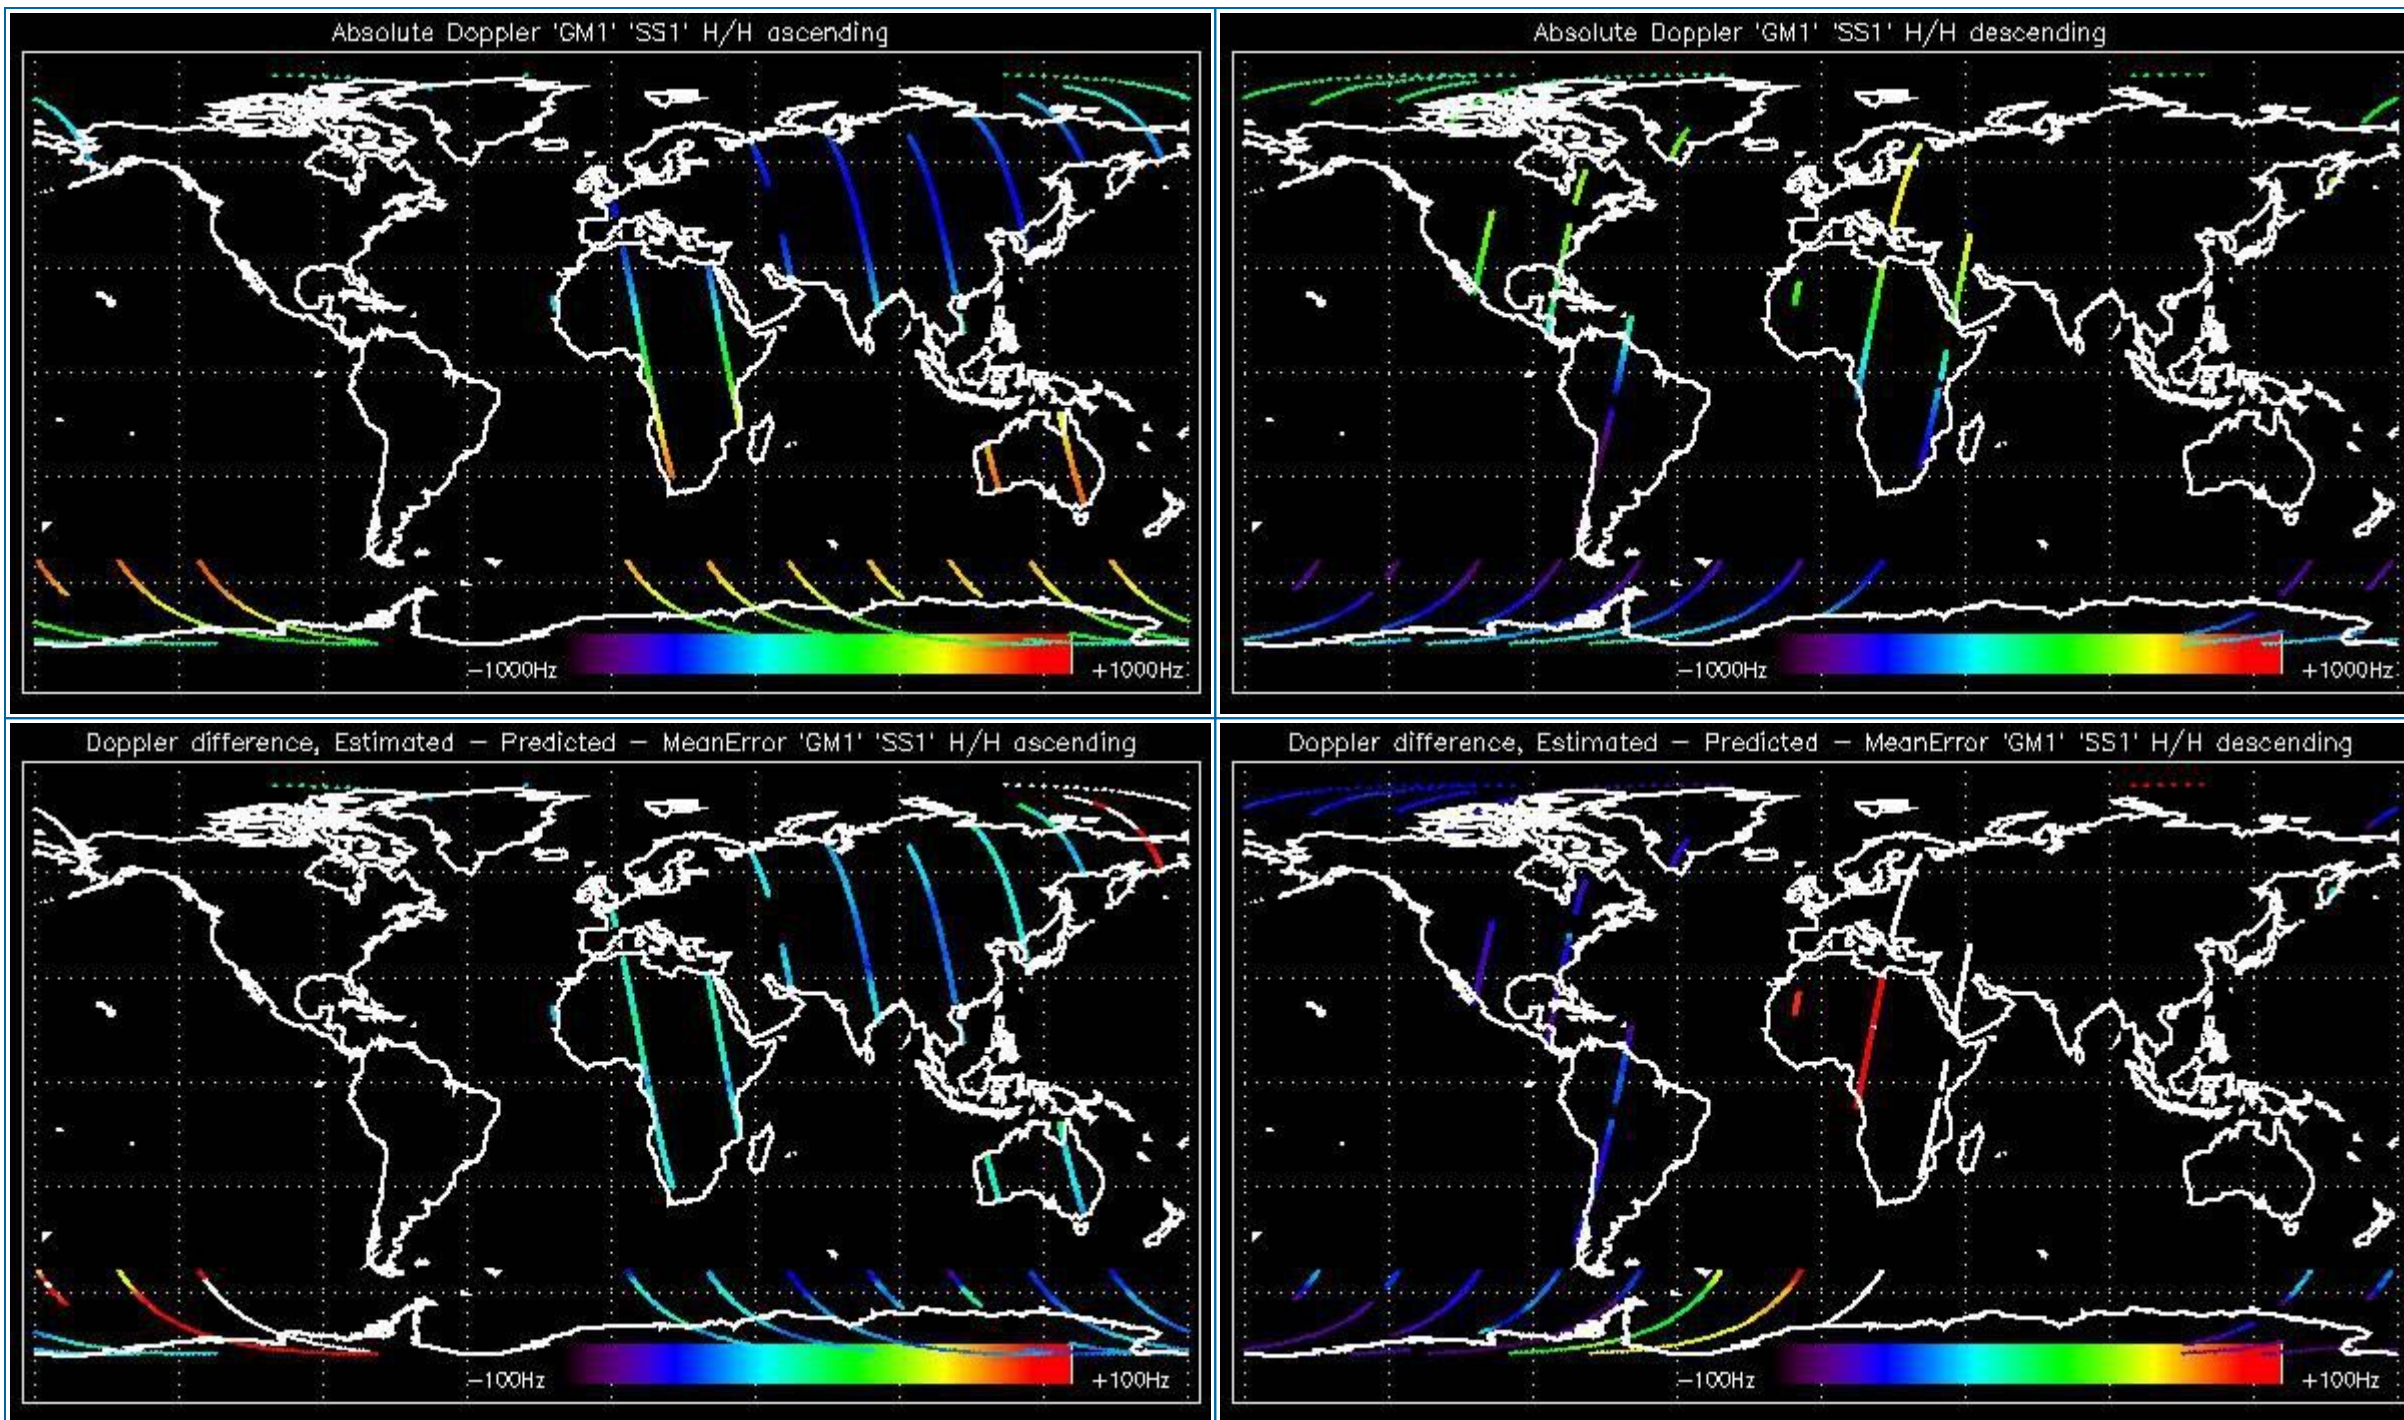 Absolute Doppler 'GM1' 'SS1' H/H ascending
-1000Hz
+1000Hz
Absolute Doppler 'GM1' 'SS1' H/H descending
-1000Hz
+1000Hz
Doppler difference, Estimated - Predicted - MeanError 'GM1' 'SS1' H/H ascending
-100Hz
+100Hz
Doppler difference, Estimated - Predicted - MeanError 'GM1' 'SS1' H/H descending
-100Hz
+100Hz